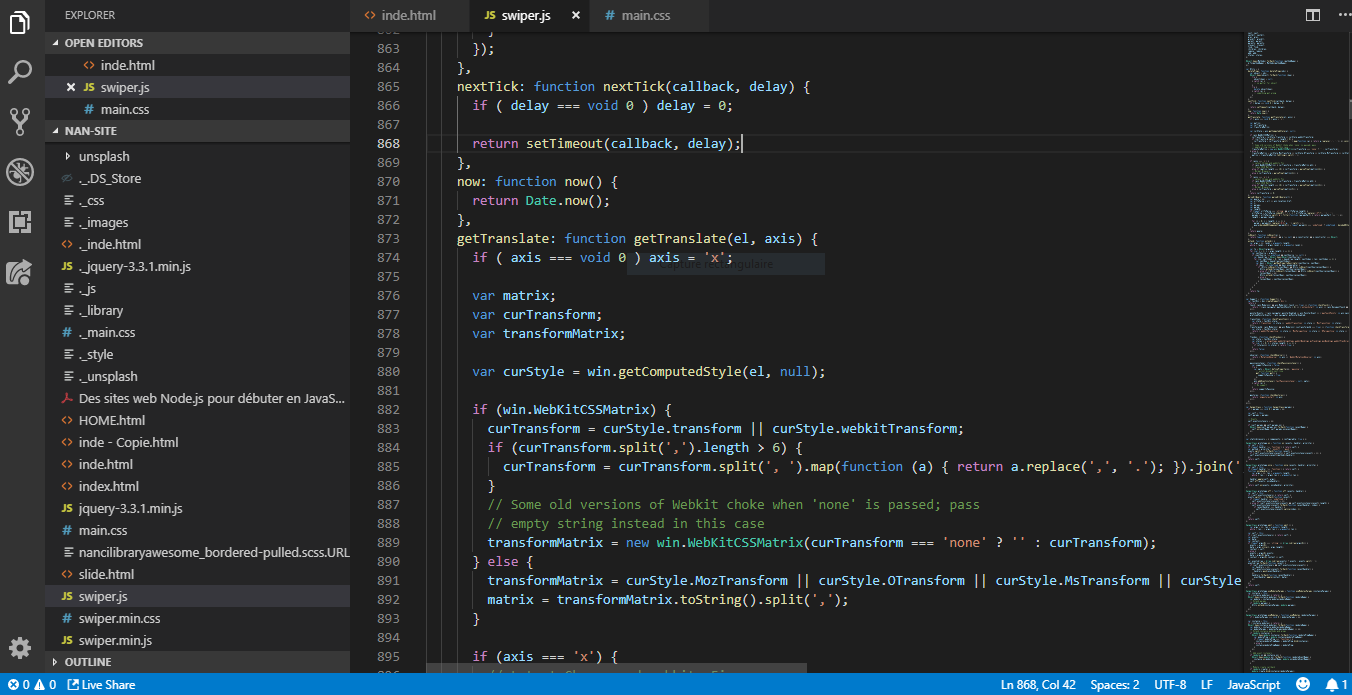 EXPLORER
OPEN EDITORS
<> inde.html
× JS swiper.js
# main.css
NAN-SITE
unsplash
._.DS_Store
._css
._images
<> ._inde.html
JS ._jquery-3.3.1.min.js
._js
._library
# ._main.css
._style
._unsplash
Des sites web Node.js pour débuter en JavaS...
<> HOME.html
<> inde - Copie.html
<> inde.html
<> index.html
JS jquery-3.3.1.min.js
# main.css
nancilibraryawesome_bordered-pulled.scss.URL
<> slide.html
JS swiper.js
# swiper.min.css
JS swiper.min.js
OUTLINE
<> inde.html JS swiper.js × # main.css
863 });
864 },
865 nextTick: function nextTick(callback, delay) {
866 if ( delay === void 0 ) delay = 0;
867
868 return setTimeout(callback, delay);
869 },
870 now: function now() {
871 return Date.now();
872 },
873 getTranslate: function getTranslate(el, axis) {
874 if ( axis === void 0 ) axis = 'x';
Capture rectangulaire
875
876 var matrix;
877 var curTransform;
878 var transformMatrix;
879
880 var curStyle = win.getComputedStyle(el, null);
881
882 if (win.WebKitCSSMatrix) {
883 curTransform = curStyle.transform || curStyle.webkitTransform;
884 if (curTransform.split(',').length > 6) {
885 curTransform = curTransform.split(', ').map(function (a) { return a.replace(',', '.'); }).join('
886 }
887 // Some old versions of Webkit choke when 'none' is passed; pass
888 // empty string instead in this case
889 transformMatrix = new win.WebKitCSSMatrix(curTransform === 'none' ? '' : curTransform);
890 } else {
891 transformMatrix = curStyle.MozTransform || curStyle.OTransform || curStyle.MsTransform || curStyle
892 matrix = transformMatrix.toString().split(',');
893 }
894
895 if (axis === 'x') {
0 0 Live Share Ln 868, Col 42 Spaces: 2 UTF-8 LF JavaScript 1